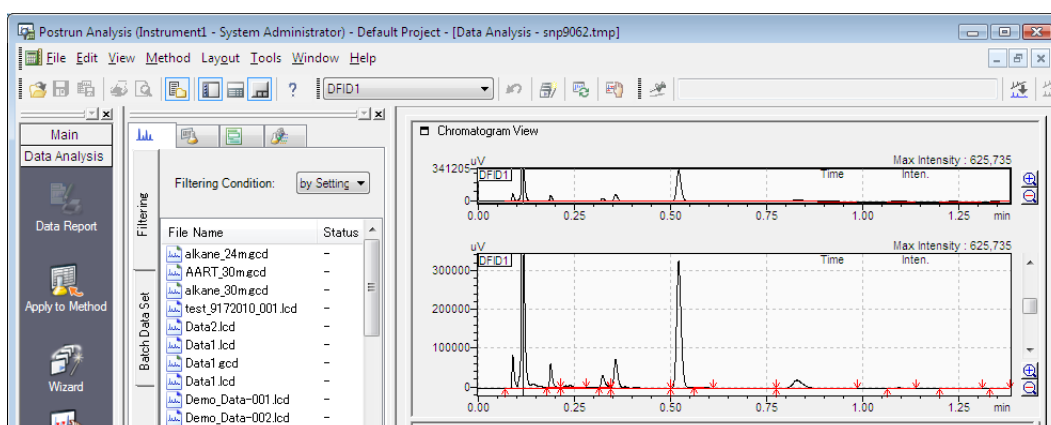 Postrun Analysis (Instrument1 - System Administrator) - Default Project - [Data Analysis - snp9062.tmp]
File Edit View Method Layout Tools Window Help
? DFID1
Main
Data Analysis
Data Report
Apply to Method
Wizard
Filtering
Batch Data Set
Filtering Condition: by Setting
File Name Status
alkane_24m.gcd -
AART_30m.gcd -
alkane_30m.gcd -
test_9172010_001.lcd -
Data2.lcd -
Data1.lcd -
Data1.gcd -
Data1.lcd -
Demo_Data-001.lcd -
Demo_Data-002.lcd -
Chromatogram View
uV Max Intensity : 625,735
341205 DFID1 Time Inten.
0
0.00 0.25 0.50 0.75 1.00 1.25 min
uV Max Intensity : 625,735
DFID1 Time Inten.
300000
200000
100000
0
0.00 0.25 0.50 0.75 1.00 1.25 min